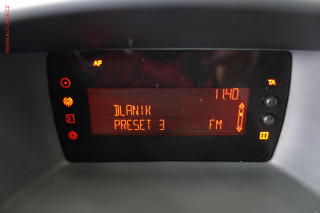 AF
TA
11.40
BLANIK
PRESET 3 FM